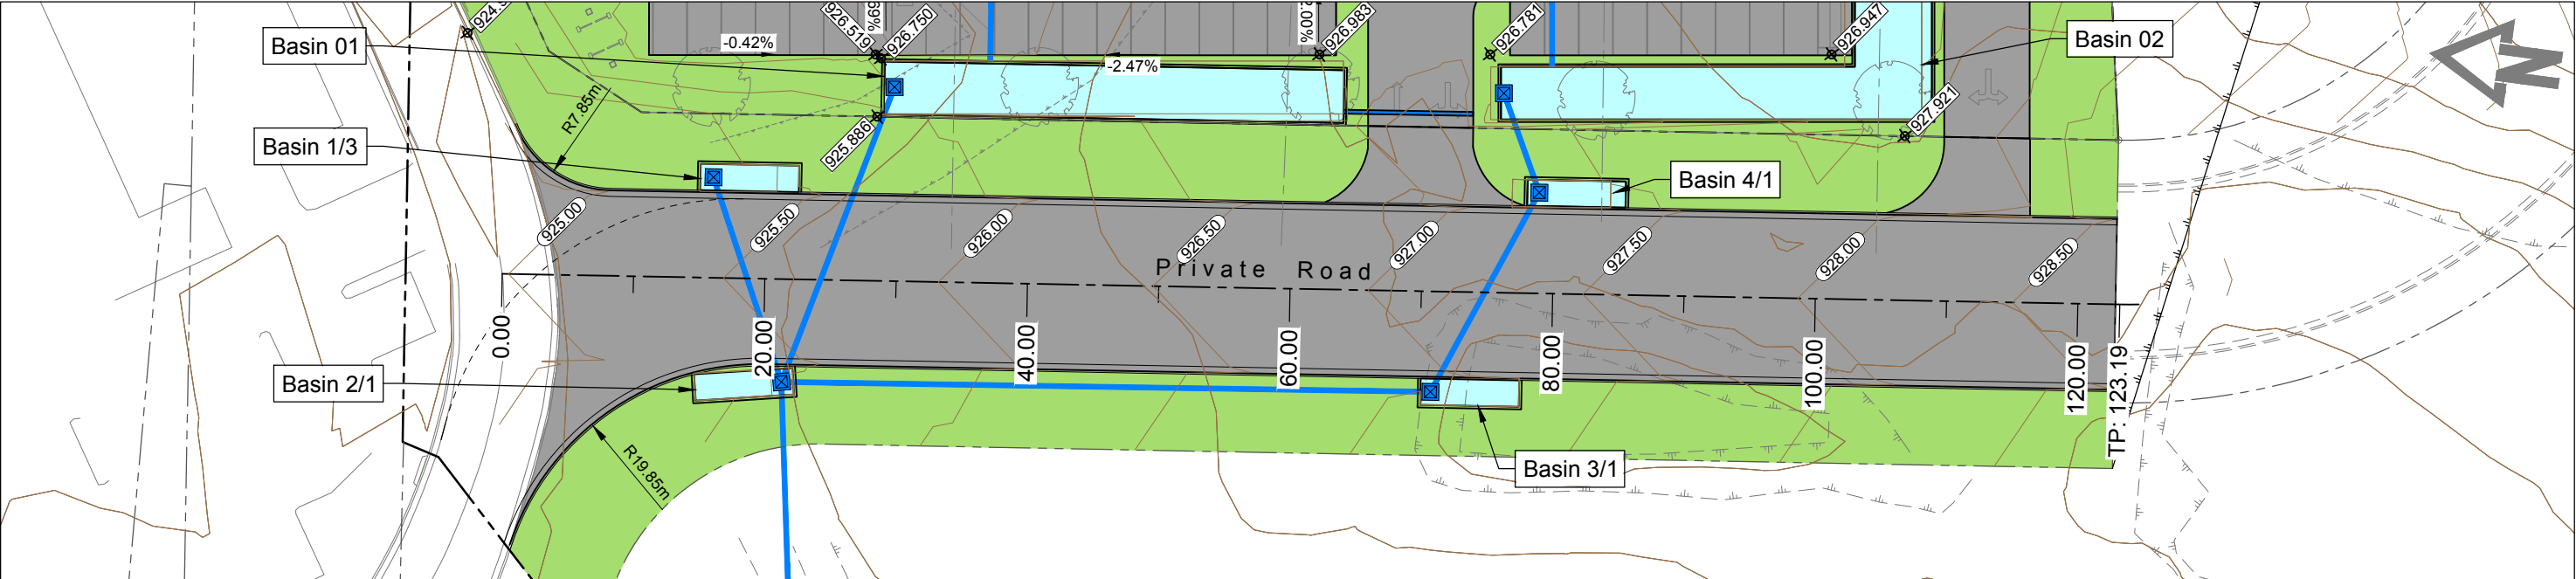 69%
926.519
926.750
-0.42%
926.983
926.781
926.947
Basin 01
Basin 02
-2.47%
R7.85m
927.921
Basin 1/3
925.886
Basin 4/1
925.00
925.50
926.00
926.50
927.00
927.50
928.00
928.50
Private Road
0.00
20.00
40.00
60.00
80.00
100.00
120.00
TP: 123.19
Basin 2/1
R19.85m
Basin 3/1
N